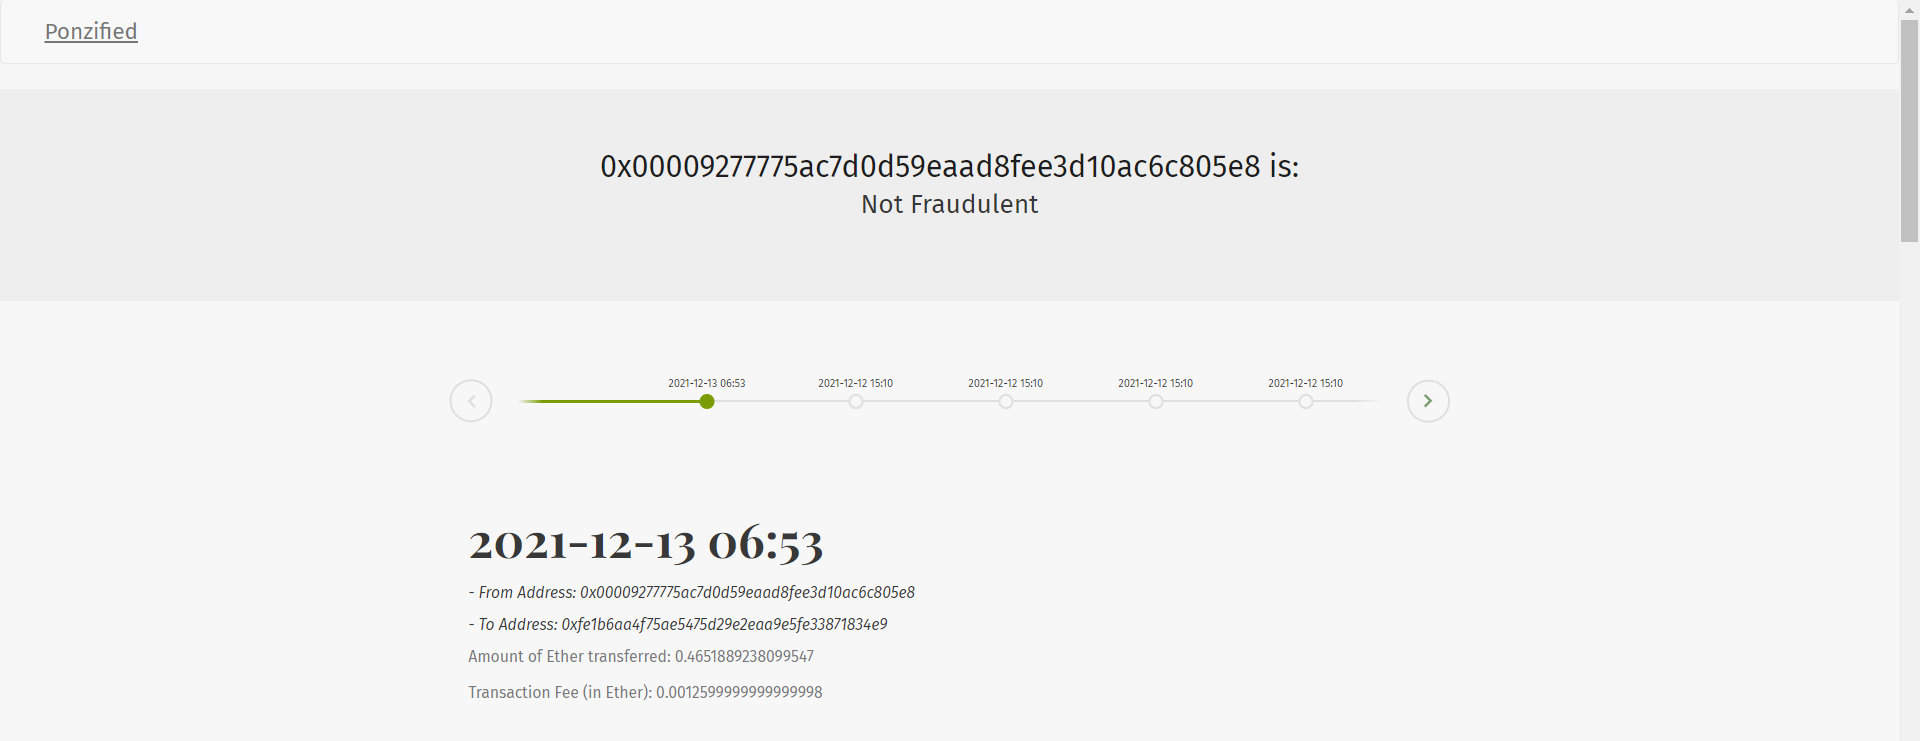 Ponzified
0x00009277775ac7d0d59eaad8fee3d10ac6c805e8 is:
Not Fraudulent
2021-12-13 06:53
2021-12-12 15:10
2021-12-12 15:10
2021-12-12 15:10
2021-12-12 15:10
2021-12-13 06:53
- From Address: 0x00009277775ac7d0d59eaad8fee3d10ac6c805e8
- To Address: 0xfe1b6aa4f75ae5475d29e2eaa9e5fe33871834e9
Amount of Ether transferred: 0.4651889238099547
Transaction Fee (in Ether): 0.0012599999999999998